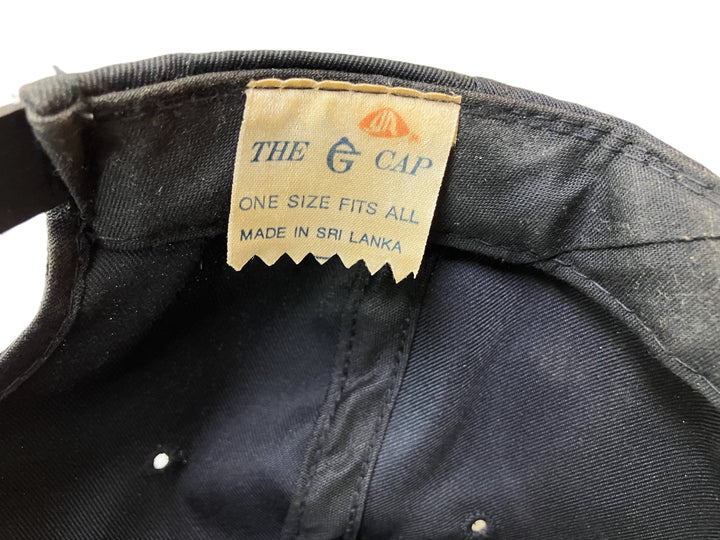 THE G CAP
ONE SIZE FITS ALL
MADE IN SRI LANKA